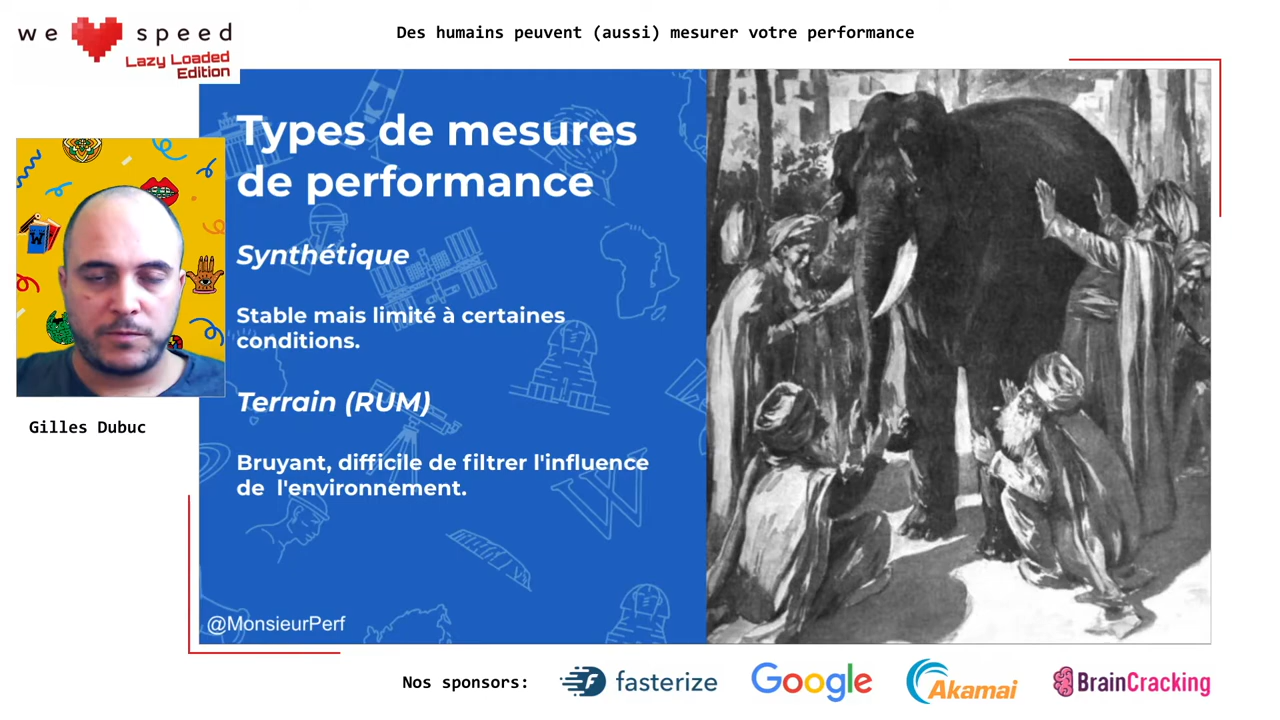 we speed
Lazy Loaded
Edition
Des humains peuvent (aussi) mesurer votre performance
Types de mesures
de performance
Synthétique
Stable mais limité à certaines
conditions.
Terrain (RUM)
Bruyant, difficile de filtrer l'influence
de l'environnement.
@MonsieurPerf
W
W
Gilles Dubuc
Nos sponsors:
fasterize
Google
Akamai
BrainCracking